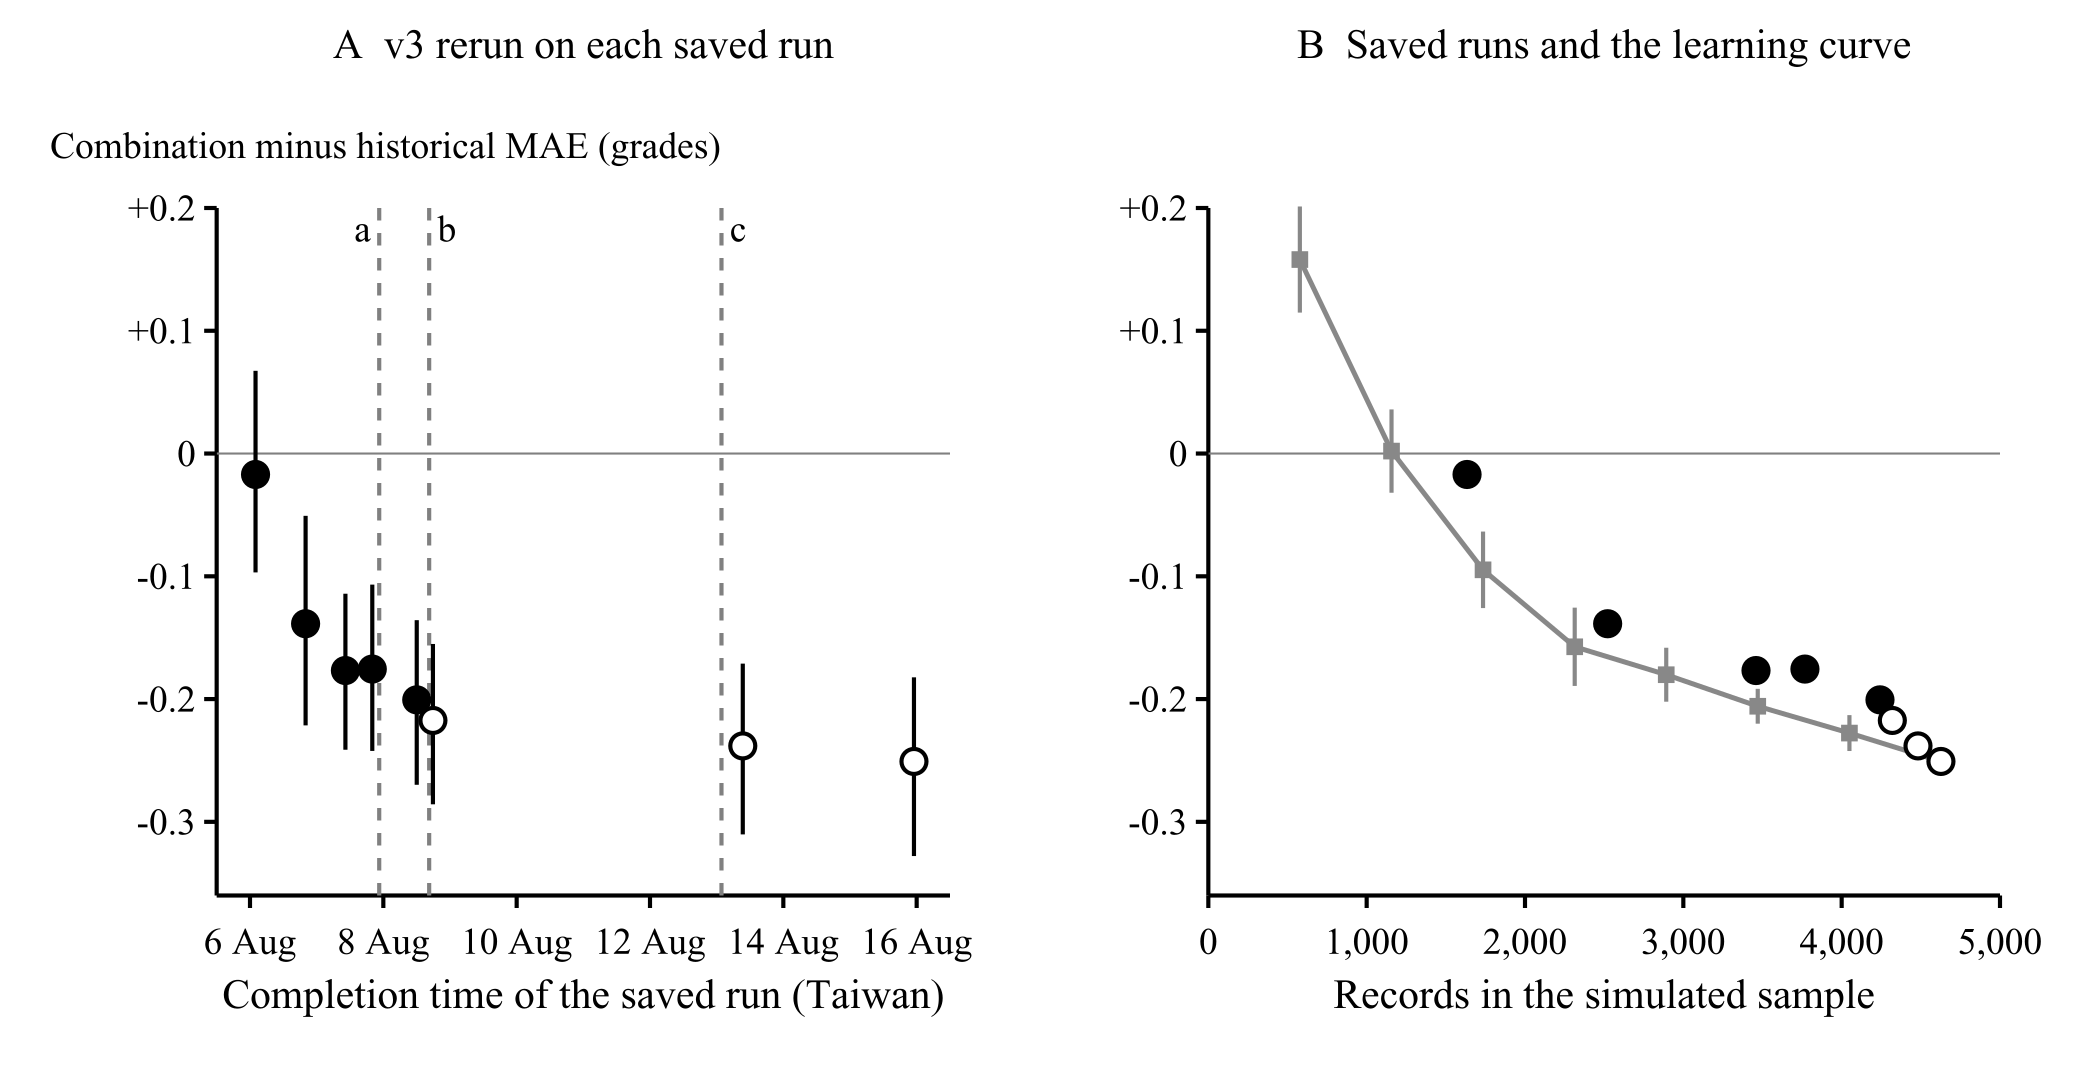 A v3 rerun on each saved run
Combination minus historical MAE (grades)
+0.2
+0.1
0
-0.1
-0.2
-0.3
a
b
c
6 Aug 8 Aug 10 Aug 12 Aug 14 Aug 16 Aug
Completion time of the saved run (Taiwan)
B Saved runs and the learning curve
+0.2
+0.1
0
-0.1
-0.2
-0.3
0 1,000 2,000 3,000 4,000 5,000
Records in the simulated sample